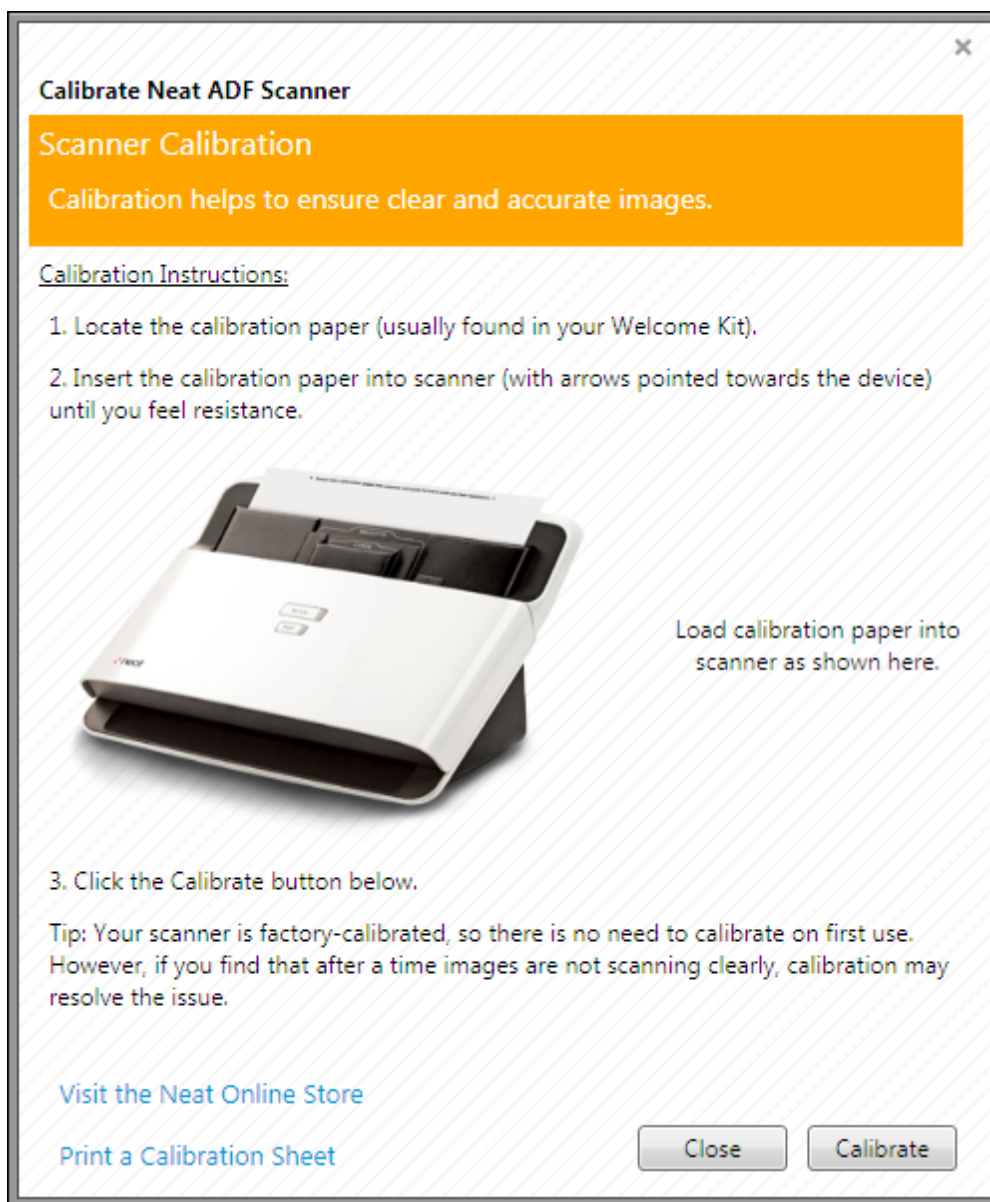 Calibrate Neat ADF Scanner
Scanner Calibration
Calibration helps to ensure clear and accurate images.
Calibration Instructions:
1. Locate the calibration paper (usually found in your Welcome Kit).
2. Insert the calibration paper into scanner (with arrows pointed towards the device)
until you feel resistance.
SCAN
neat
Load calibration paper into
scanner as shown here.
3. Click the Calibrate button below.
Tip: Your scanner is factory-calibrated, so there is no need to calibrate on first use.
However, if you find that after a time images are not scanning clearly, calibration may
resolve the issue.
Visit the Neat Online Store
Print a Calibration Sheet
Close
Calibrate